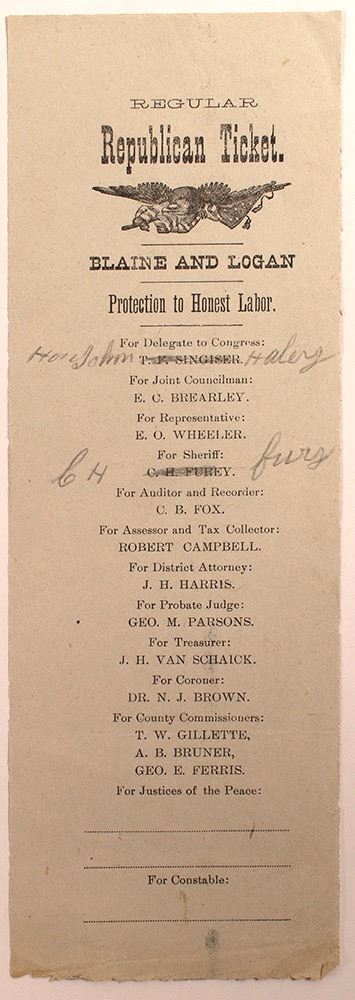 REGULAR
Republican Ticket.
BLAINE AND LOGAN
Protection to Honest Labor.
For Delegate to Congress:
Hon John T. F. SINGISER. Haley
For Joint Councilman:
E. C. BREARLEY.
For Representative:
E. O. WHEELER.
For Sheriff:
C H C. H. FUREY. fury
For Auditor and Recorder:
C. B. FOX.
For Assessor and Tax Collector:
ROBERT CAMPBELL.
For District Attorney:
J. H. HARRIS.
For Probate Judge:
GEO. M. PARSONS.
For Treasurer:
J. H. VAN SCHAICK.
For Coroner:
DR. N. J. BROWN.
For County Commissioners:
T. W. GILLETTE,
A. B. BRUNER,
GEO. E. FERRIS.
For Justices of the Peace:
For Constable: